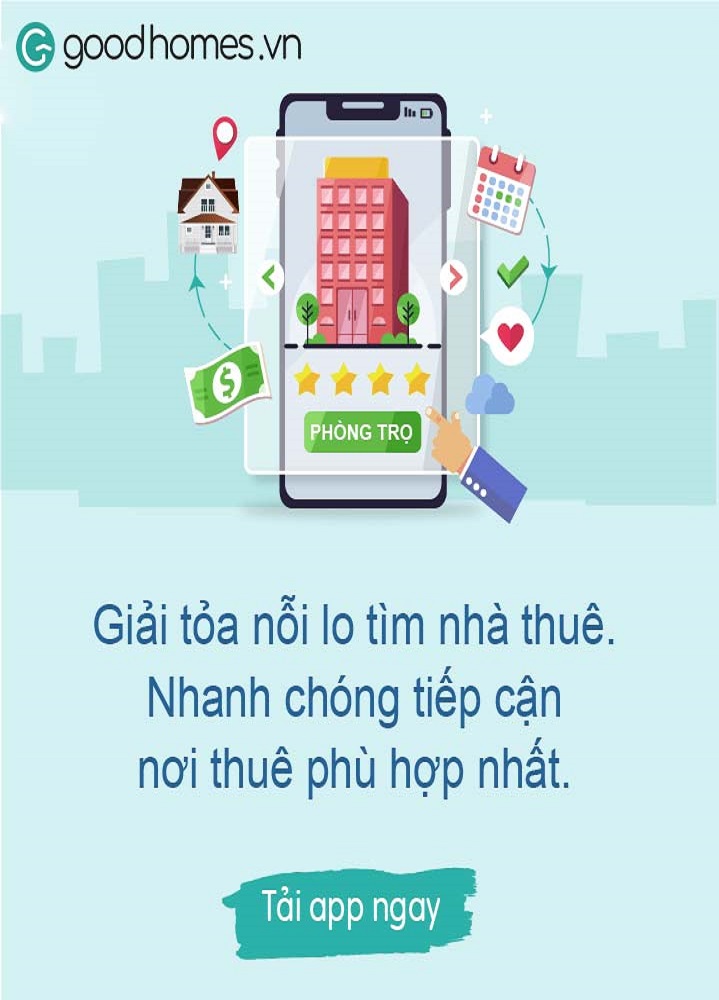 goodhomes.vn
PHÒNG TRỌ
Giải tỏa nỗi lo tìm nhà thuê.
Nhanh chóng tiếp cận
nơi thuê phù hợp nhất.
Tải app ngay